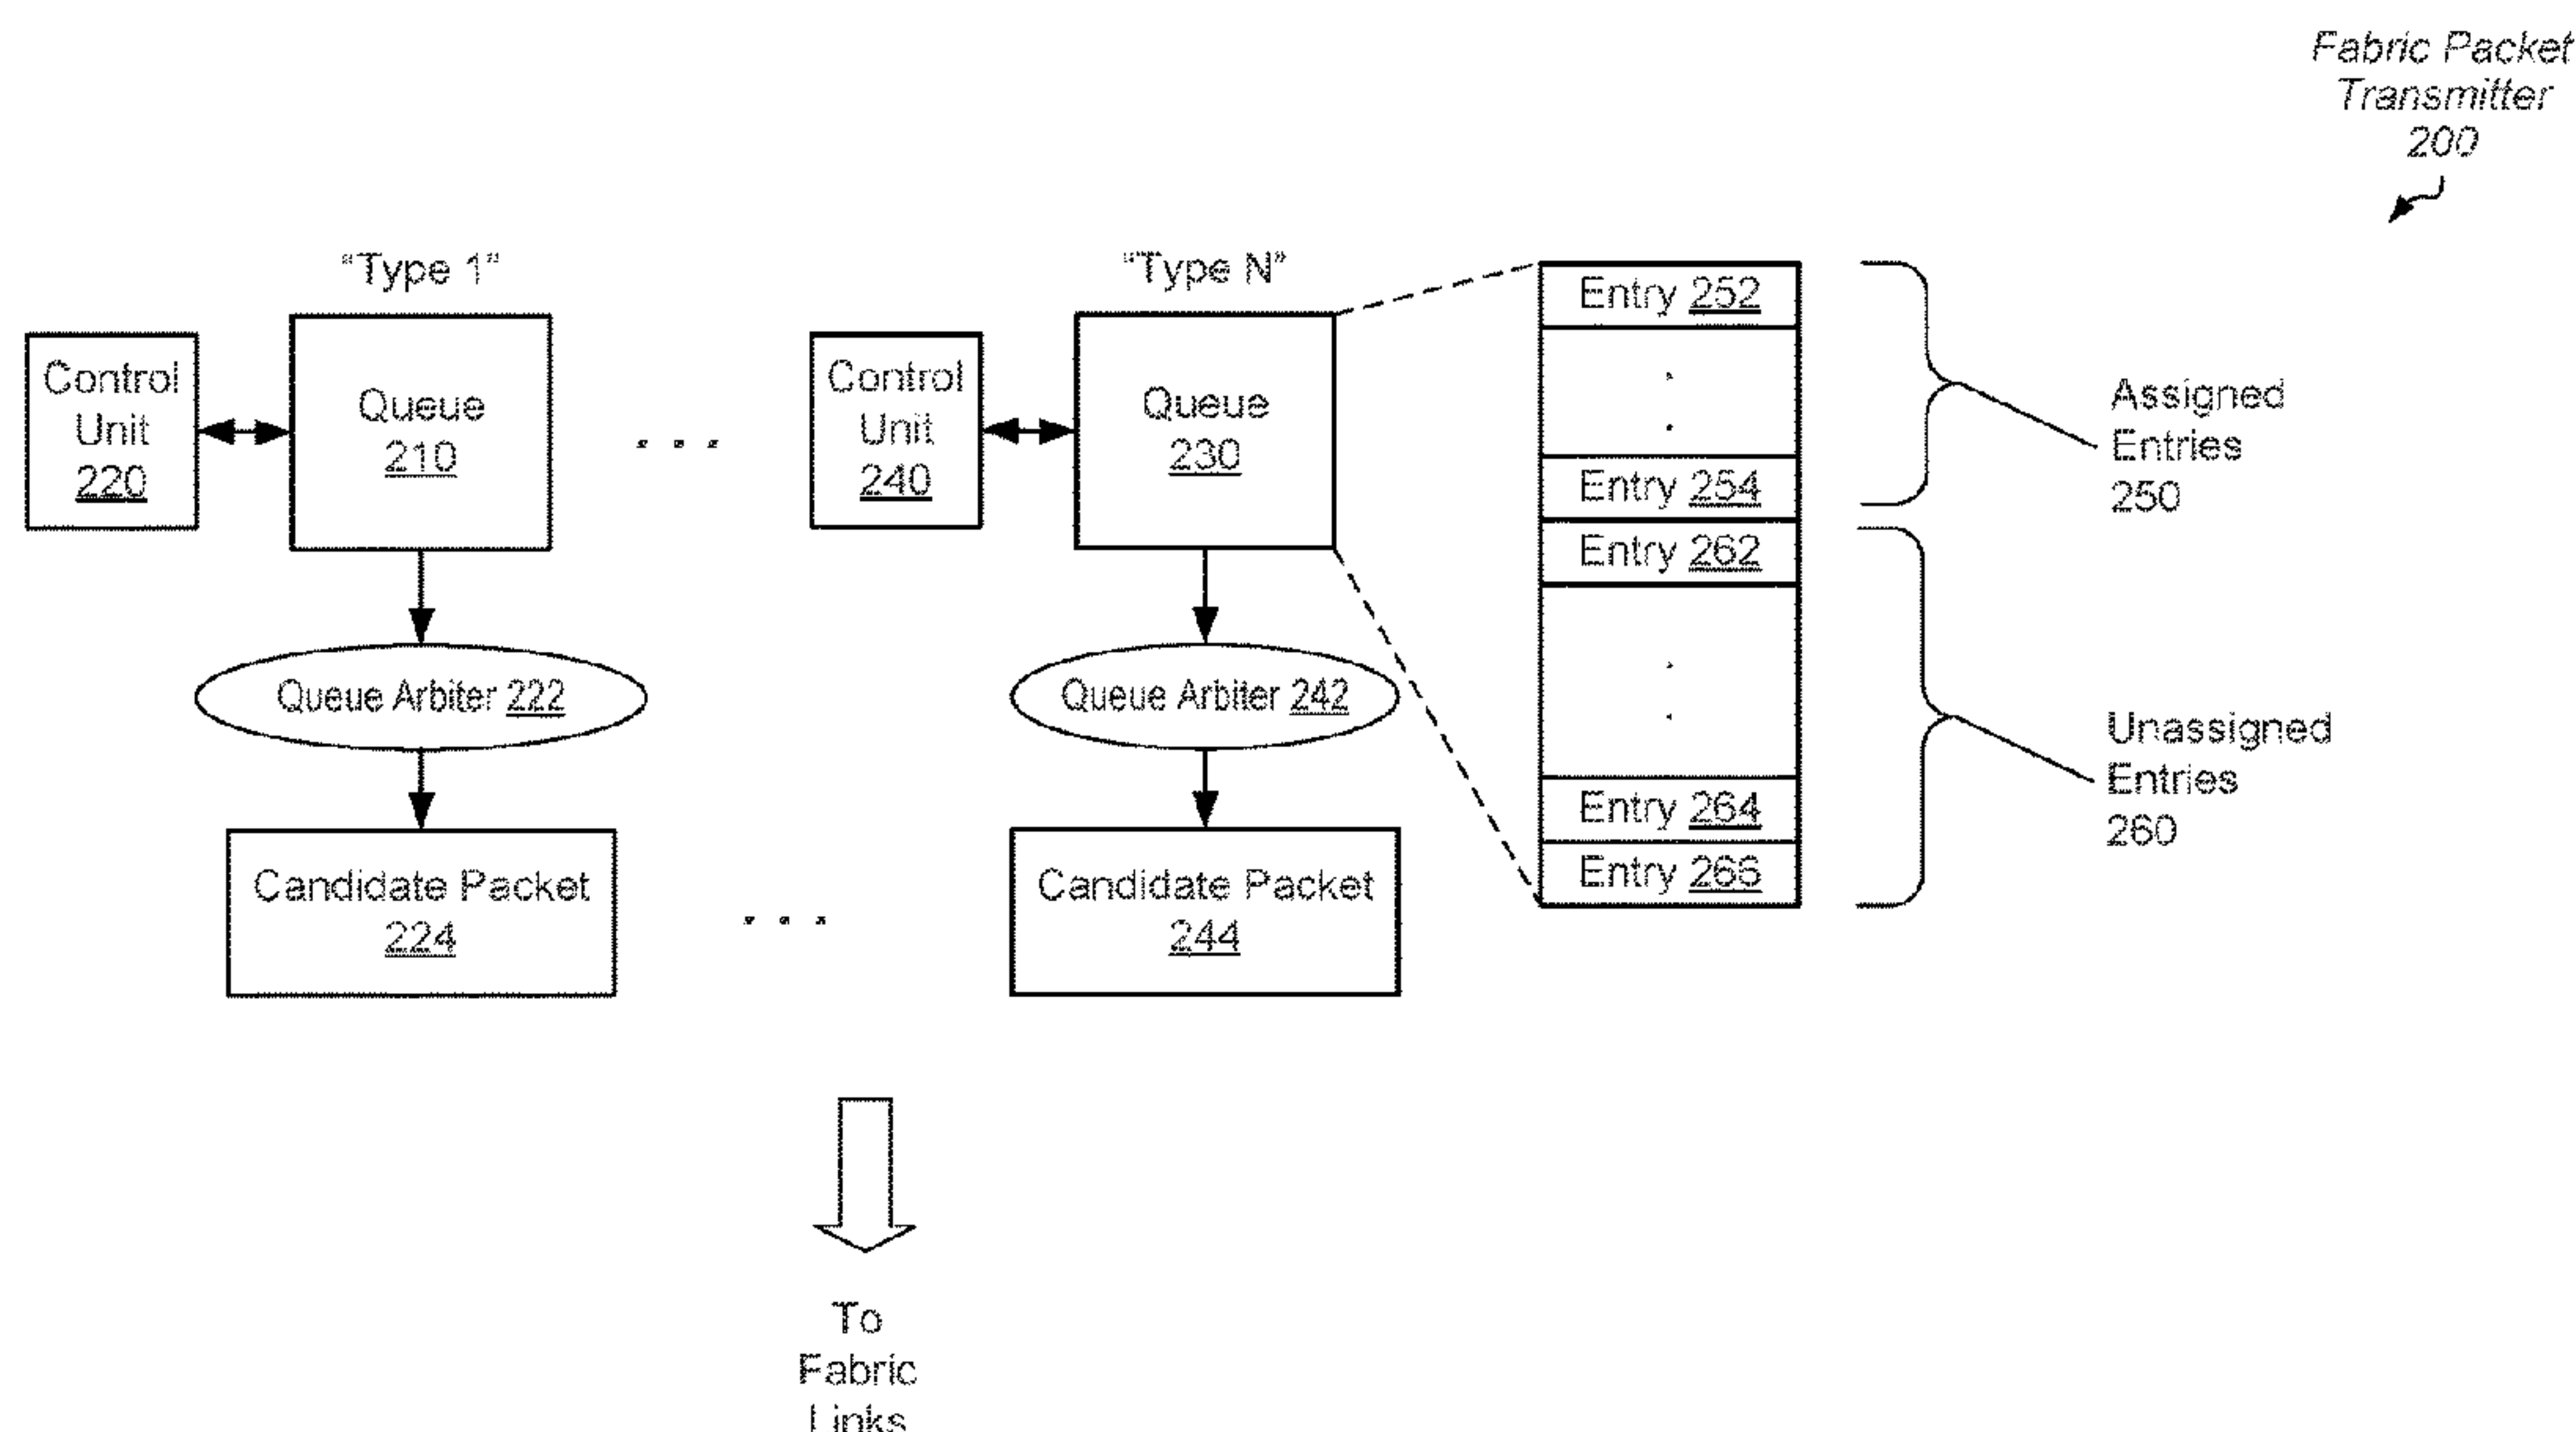 Fabric Packet
Transmitter
200
"Type 1"
"Type N"
Control
Unit
220
Queue
210
. . .
Control
Unit
240
Queue
230
Queue Arbiter 222
Queue Arbiter 242
Candidate Packet
224
. . .
Candidate Packet
244
Entry 252
Entry 254
Entry 262
Entry 264
Entry 266
Assigned
Entries
250
Unassigned
Entries
260
To
Fabric
Links